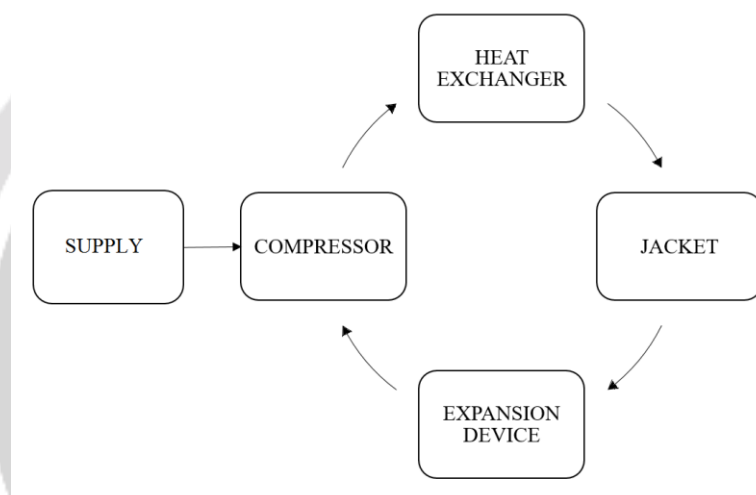 HEAT
EXCHANGER
SUPPLY
COMPRESSOR
JACKET
EXPANSION
DEVICE